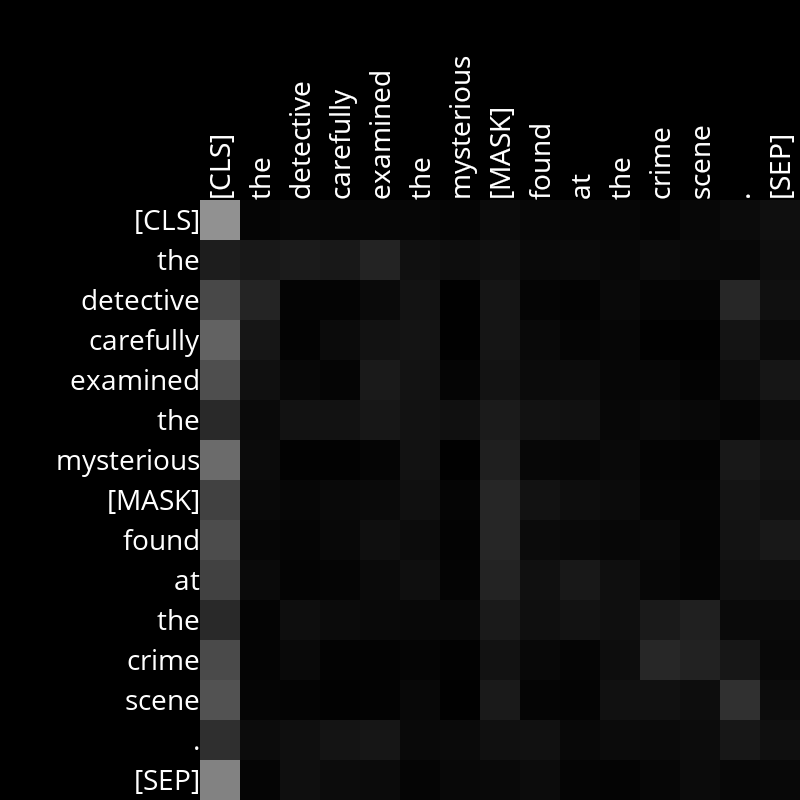 [CLS]
the
detective
carefully
examined
the
mysterious
[MASK]
found
at
the
crime
scene
.
[SEP]
[CLS]
the
detective
carefully
examined
the
mysterious
[MASK]
found
at
the
crime
scene
.
[SEP]